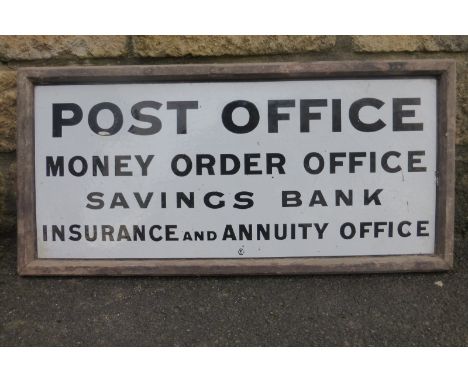 POST OFFICE
MONEY ORDER OFFICE
SAVINGS BANK
INSURANCE AND ANNUITY OFFICE